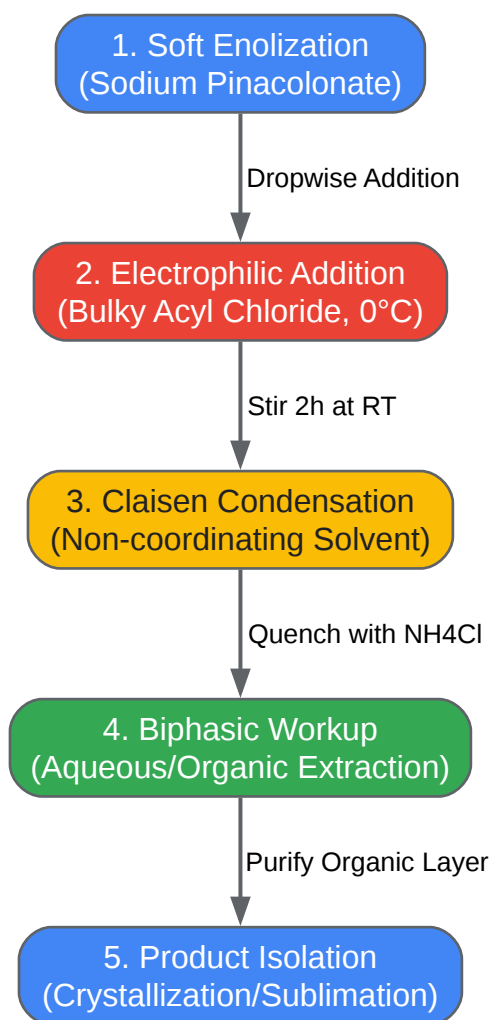 1. Soft Enolization
(Sodium Pinacolonate)
Dropwise Addition
2. Electrophilic Addition
(Bulky Acyl Chloride, 0°C)
Stir 2h at RT
3. Claisen Condensation
(Non-coordinating Solvent)
Quench with NH4Cl
4. Biphasic Workup
(Aqueous/Organic Extraction)
Purify Organic Layer
5. Product Isolation
(Crystallization/Sublimation)